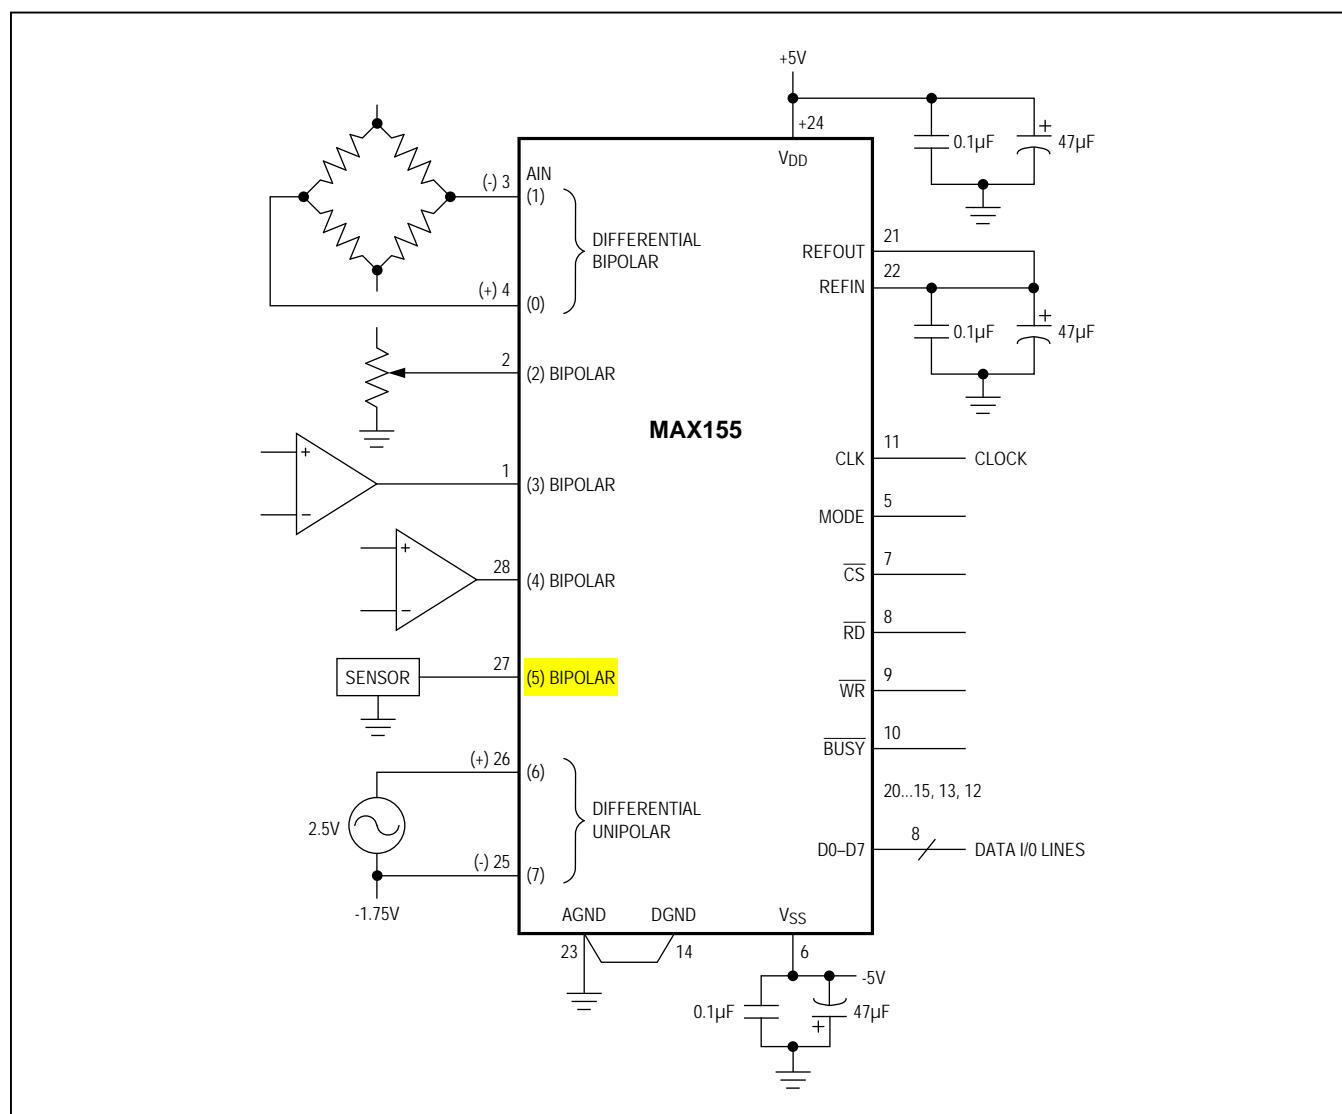 +5V
+24
VDD
0.1µF
47µF
AIN
(-) 3
(1)
DIFFERENTIAL
BIPOLAR
(+) 4
(0)
REFOUT
21
REFIN
22
0.1µF
47µF
2
(2) BIPOLAR
MAX155
+
−
1
(3) BIPOLAR
CLK
11
CLOCK
MODE
5
+
−
28
(4) BIPOLAR
CS
7
RD
8
SENSOR
27
(5) BIPOLAR
WR
9
BUSY
10
(+) 26
(6)
20...15, 13, 12
2.5V
DIFFERENTIAL
UNIPOLAR
D0–D7
8
DATA I/0 LINES
(-) 25
(7)
-1.75V
AGND
DGND
VSS
23
14
6
-5V
0.1µF
47µF
+